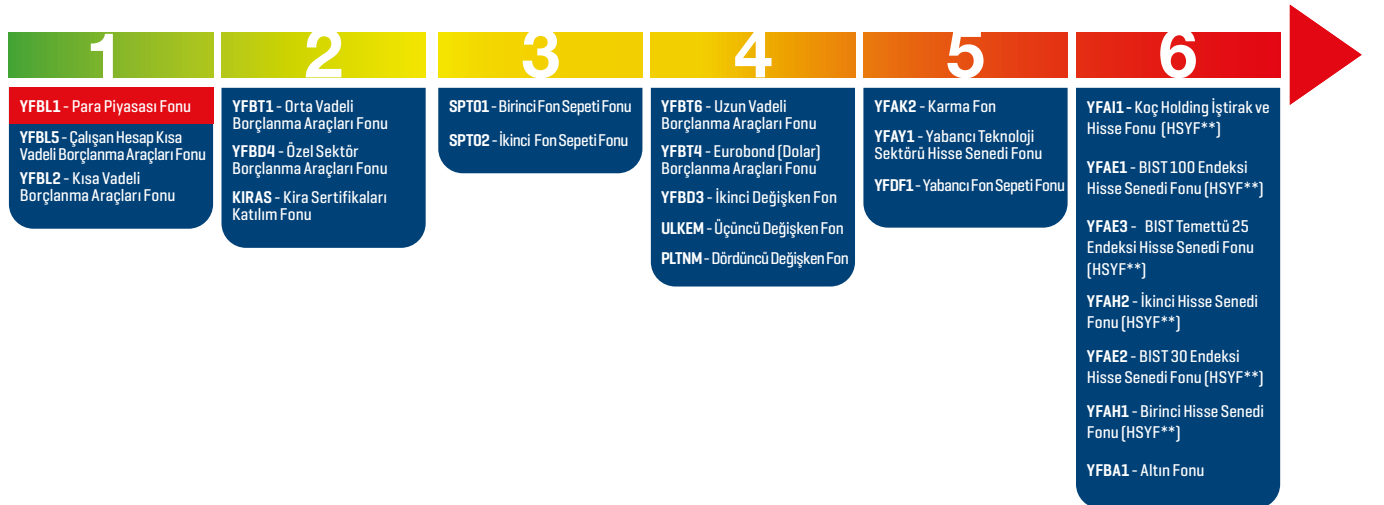 1
2
3
4
5
6
YFBL1 - Para Piyasası Fonu
YFBL5 - Çalışan Hesap Kısa
Vadeli Borçlanma Araçları Fonu
YFBL2 - Kısa Vadeli
Borçlanma Araçları Fonu
YFBT1 - Orta Vadeli
Borçlanma Araçları Fonu
YFBD4 - Özel Sektör
Borçlanma Araçları Fonu
KIRAS - Kira Sertifikaları
Katılım Fonu
SPT01 - Birinci Fon Sepeti Fonu
SPT02 - İkinci Fon Sepeti Fonu
YFBT6 - Uzun Vadeli
Borçlanma Araçları Fonu
YFBT4 - Eurobond (Dolar)
Borçlanma Araçları Fonu
YFBD3 - İkinci Değişken Fon
ULKEM - Üçüncü Değişken Fon
PLTNM - Dördüncü Değişken Fon
YFAK2 - Karma Fon
YFAY1 - Yabancı Teknoloji
Sektörü Hisse Senedi Fonu
YFDF1 - Yabancı Fon Sepeti Fonu
YFAI1 - Koç Holding İştirak ve
Hisse Fonu (HSYF**)
YFAE1 - BIST 100 Endeksi
Hisse Senedi Fonu (HSYF**)
YFAE3 - BIST Temettü 25
Endeksi Hisse Senedi Fonu
(HSYF**)
YFAH2 - İkinci Hisse Senedi
Fonu (HSYF**)
YFAE2 - BIST 30 Endeksi
Hisse Senedi Fonu (HSYF**)
YFAH1 - Birinci Hisse Senedi
Fonu (HSYF**)
YFBA1 - Altın Fonu